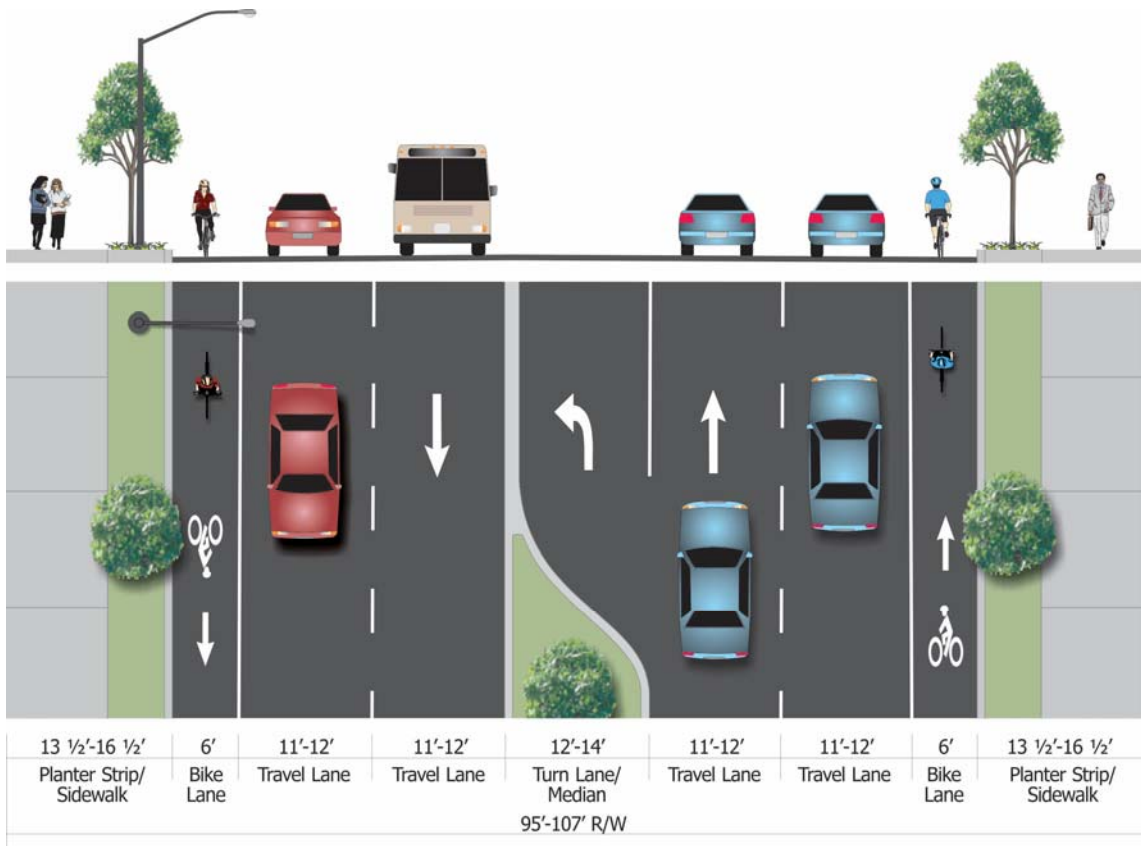 13 ½’-16 ½’ 6’ 11’-12’ 11’-12’ 12’-14’ 11’-12’ 11’-12’ 6’ 13 ½’-16 ½’
Planter Strip/ Bike Travel Lane Travel Lane Turn Lane/ Travel Lane Travel Lane Bike Planter Strip/
Sidewalk Lane Median Lane Sidewalk
95’-107’ R/W